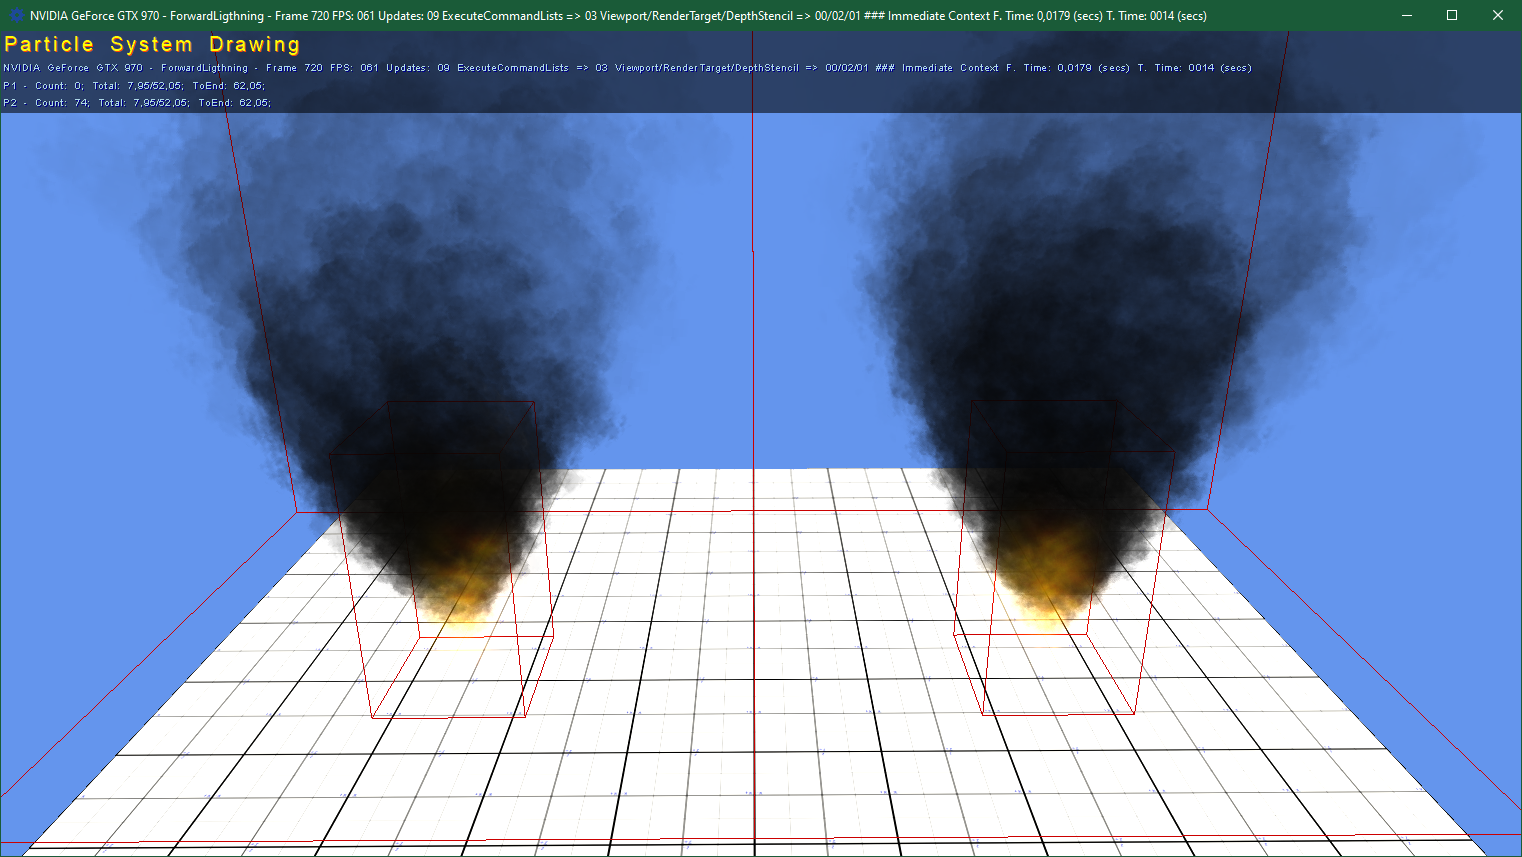 NVIDIA GeForce GTX 970 - ForwardLigthning - Frame 720 FPS: 061 Updates: 09 ExecuteCommandLists => 03 Viewport/RenderTarget/DepthStencil => 00/02/01 ### Immediate Context F. Time: 0,0179 (secs) T. Time: 0014 (secs)
Particle System Drawing
NVIDIA GeForce GTX 970 - ForwardLigthning - Frame 720 FPS: 061 Updates: 09 ExecuteCommandLists => 03 Viewport/RenderTarget/DepthStencil => 00/02/01 ### Immediate Context F. Time: 0,0179 (secs) T. Time: 0014 (secs)
P1 - Count: 0; Total: 7,95/52,05; ToEnd: 62,05;
P2 - Count: 74; Total: 7,95/52,05; ToEnd: 62,05;